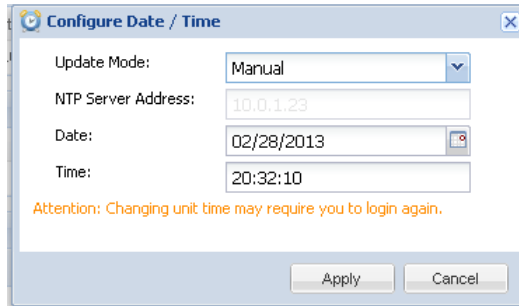 Configure Date / Time
Update Mode: Manual
NTP Server Address: 10.0.1.23
Date: 02/28/2013
Time: 20:32:10
Attention: Changing unit time may require you to login again.
Apply Cancel